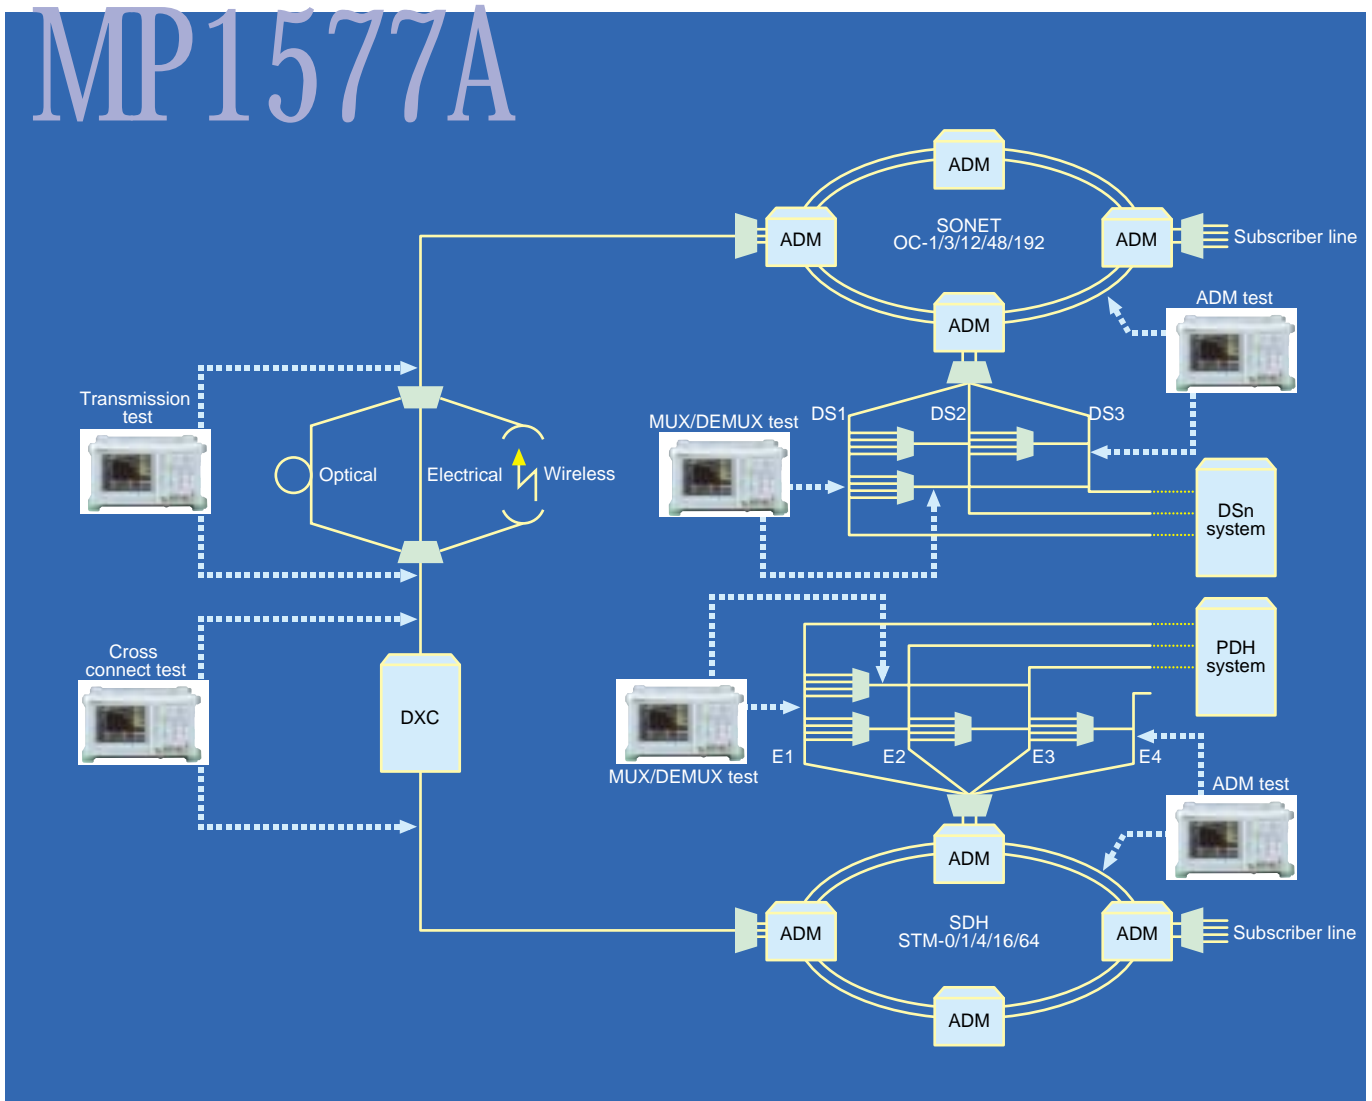 MP1577A
ADM
ADM
SONET
OC-1/3/12/48/192
ADM
Subscriber line
ADM
ADM test
Transmission
test
MUX/DEMUX test
DS1
DS2
DS3
Optical
Electrical
Wireless
DSn
system
Cross
connect test
DXC
PDH
system
E1
E2
E3
E4
MUX/DEMUX test
ADM test
ADM
ADM
SDH
STM-0/1/4/16/64
ADM
Subscriber line
ADM